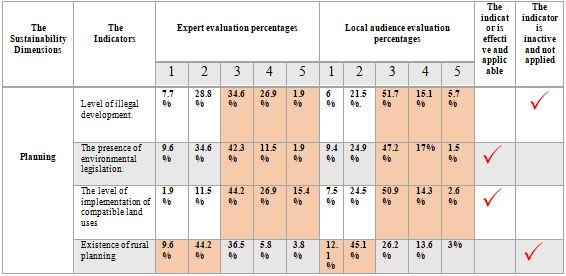 The Sustainability Dimensions
The Indicators
Expert evaluation percentages
Local audience evaluation percentages
The indicat or is effecti ve and applic able
The indicator is inactive and not applied
1 2 3 4 5 1 2 3 4 5
Planning
Level of illegal development.
7.7 % 28.8 % 34.6 % 26.9 % 1.9 % 6 % 21.5 %. 51.7 % 15.1 % 5.7 %
The presence of environmental legislation.
9.6 % 34.6 % 42.3 % 11.5 % 1.9 % 9.4 % 24.9 % 47.2 % 17% 1.5 %
The level of implementation of compatible land uses
1.9 % 11.5 % 44.2 % 26.9 % 15.4 % 7.5 % 24.5 % 50.9 % 14.3 % 2.6 %
Existence of rural planning
9.6 % 44.2 % 36.5 % 5.8 % 3.8 % 12. 1 % 45.1 % 26.2 % 13.6 % 3%